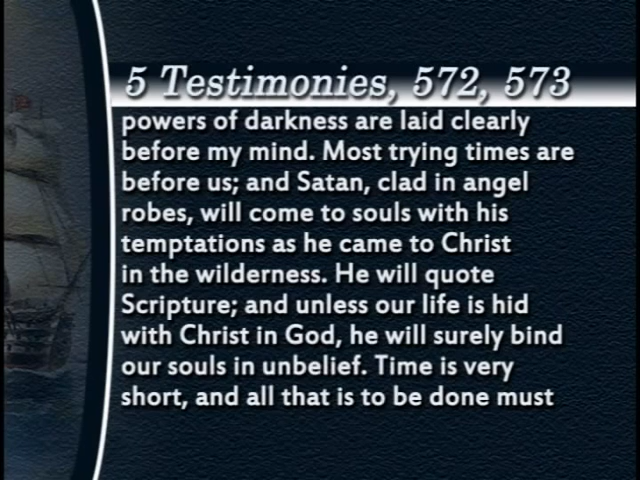 5 Testimonies, 572, 573
powers of darkness are laid clearly
before my mind. Most trying times are
before us; and Satan, clad in angel
robes, will come to souls with his
temptations as he came to Christ
in the wilderness. He will quote
Scripture; and unless our life is hid
with Christ in God, he will surely bind
our souls in unbelief. Time is very
short, and all that is to be done must